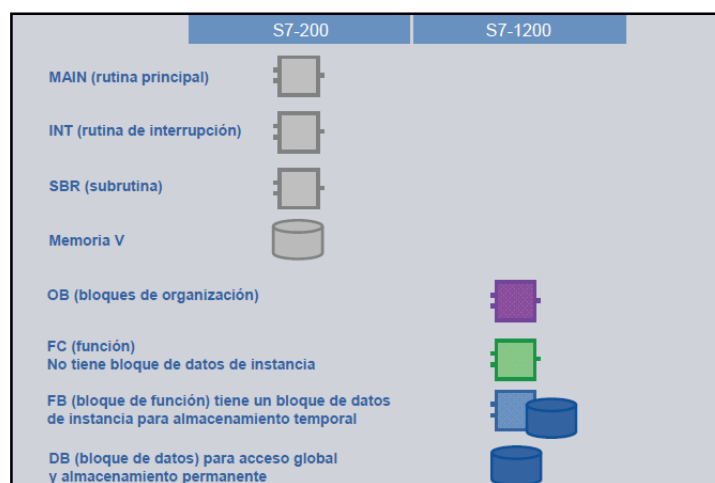 S7-200 S7-1200
MAIN (rutina principal)
INT (rutina de interrupción)
SBR (subrutina)
Memoria V
OB (bloques de organización)
FC (función)
No tiene bloque de datos de instancia
FB (bloque de función) tiene un bloque de datos
de instancia para almacenamiento temporal
DB (bloque de datos) para acceso global
y almacenamiento permanente